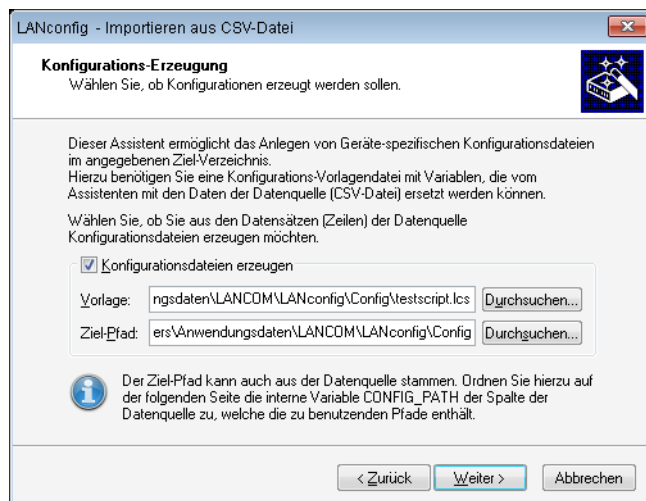 LANconfig - Importieren aus CSV-Datei
Konfigurations-Erzeugung
Wählen Sie, ob Konfigurationen erzeugt werden sollen.
Dieser Assistent ermöglicht das Anlegen von Geräte-spezifischen Konfigurationsdateien
im angegebenen Ziel-Verzeichnis.
Hierzu benötigen Sie eine Konfigurations-Vorlagendatei mit Variablen, die vom
Assistenten mit den Daten der Datenquelle (CSV-Datei) ersetzt werden können.
Wählen Sie, ob Sie aus den Datensätzen (Zeilen) der Datenquelle
Konfigurationsdateien erzeugen möchten.
Konfigurationsdateien erzeugen
Vorlage: ngsdaten\LANCOM\LANconfig\Config\testscript.lcs Durchsuchen...
Ziel-Pfad: ers\Anwendungsdaten\LANCOM\LANconfig\Config Durchsuchen...
Der Ziel-Pfad kann auch aus der Datenquelle stammen. Ordnen Sie hierzu auf
der folgenden Seite die interne Variable CONFIG_PATH der Spalte der
Datenquelle zu, welche die zu benutzenden Pfade enthält.
< Zurück Weiter > Abbrechen